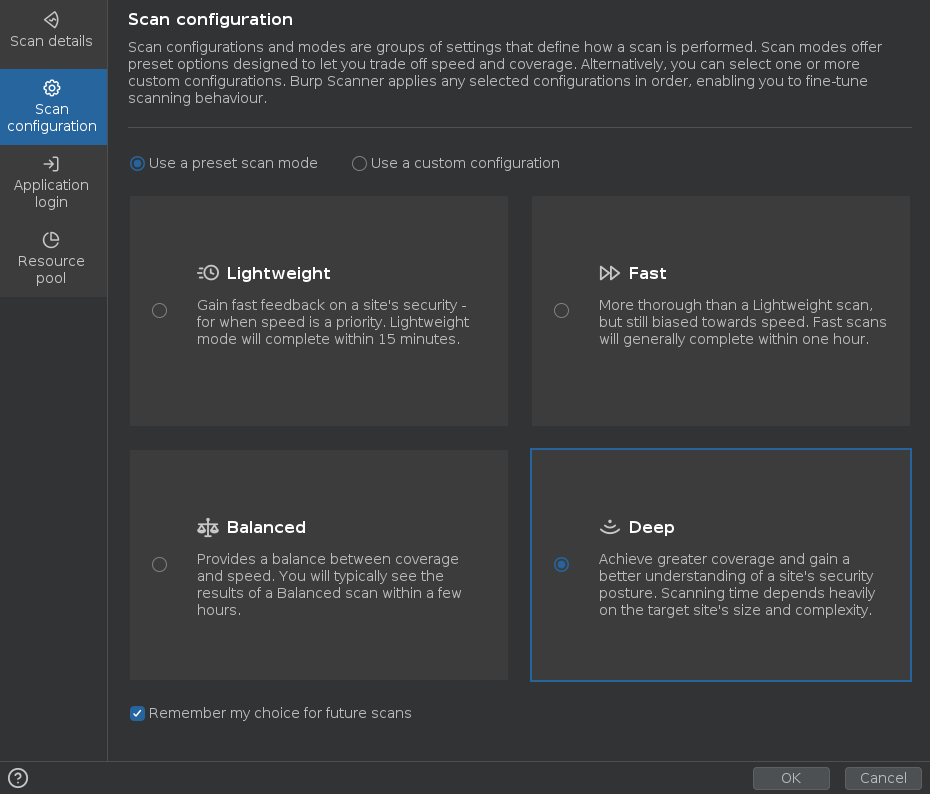 Scan details
Scan
configuration
Application
login
Resource
pool
Scan configuration
Scan configurations and modes are groups of settings that define how a scan is performed. Scan modes offer
preset options designed to let you trade off speed and coverage. Alternatively, you can select one or more
custom configurations. Burp Scanner applies any selected configurations in order, enabling you to fine-tune
scanning behaviour.
Use a preset scan mode
Use a custom configuration
Lightweight
Gain fast feedback on a site's security -
for when speed is a priority. Lightweight
mode will complete within 15 minutes.
Fast
More thorough than a Lightweight scan,
but still biased towards speed. Fast scans
will generally complete within one hour.
Balanced
Provides a balance between coverage
and speed. You will typically see the
results of a Balanced scan within a few
hours.
Deep
Achieve greater coverage and gain a
better understanding of a site's security
posture. Scanning time depends heavily
on the target site's size and complexity.
Remember my choice for future scans
?
OK
Cancel